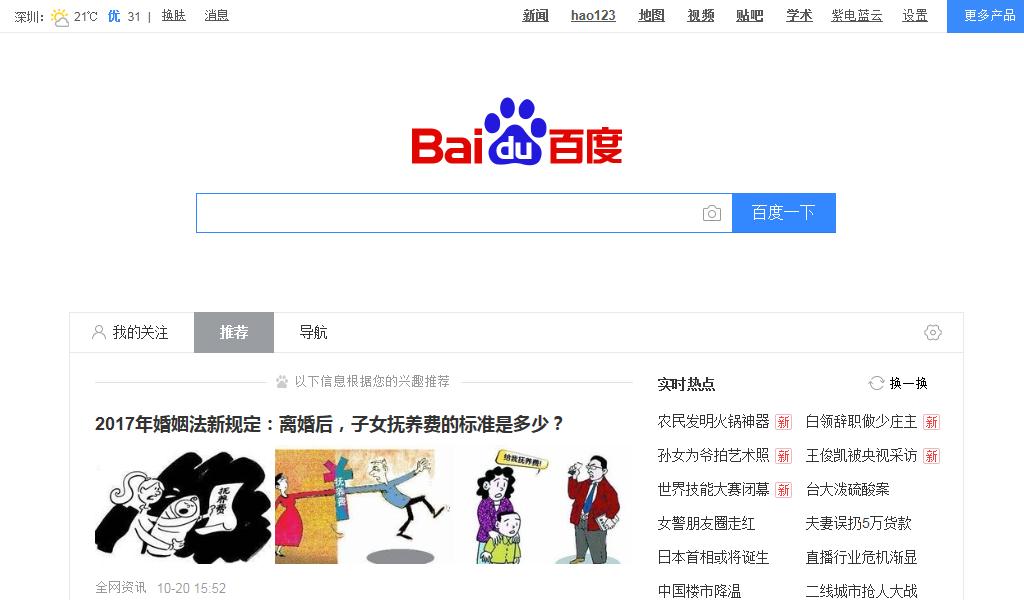 深圳: 21℃ 优 31 | 换肤 消息 新闻 hao123 地图 视频 贴吧 学术 紫电蓝云 设置 更多产品
Bai du 百度
百度一下
我的关注 推荐 导航
以下信息根据您的兴趣推荐
2017年婚姻法新规定：离婚后，子女抚养费的标准是多少？
抚养费
抚养费
给我抚养费!
全网资讯 10-20 15:52
实时热点 换一换
农民发明火锅神器 新 白领辞职做少庄主 新
孙女为爷拍艺术照 新 王俊凯被央视采访 新
世界技能大赛闭幕 新 台大泼硫酸案
女警朋友圈走红 夫妻误扔5万货款
日本首相或将诞生 直播行业危机渐显
中国楼市降温 二线城市抢人大战